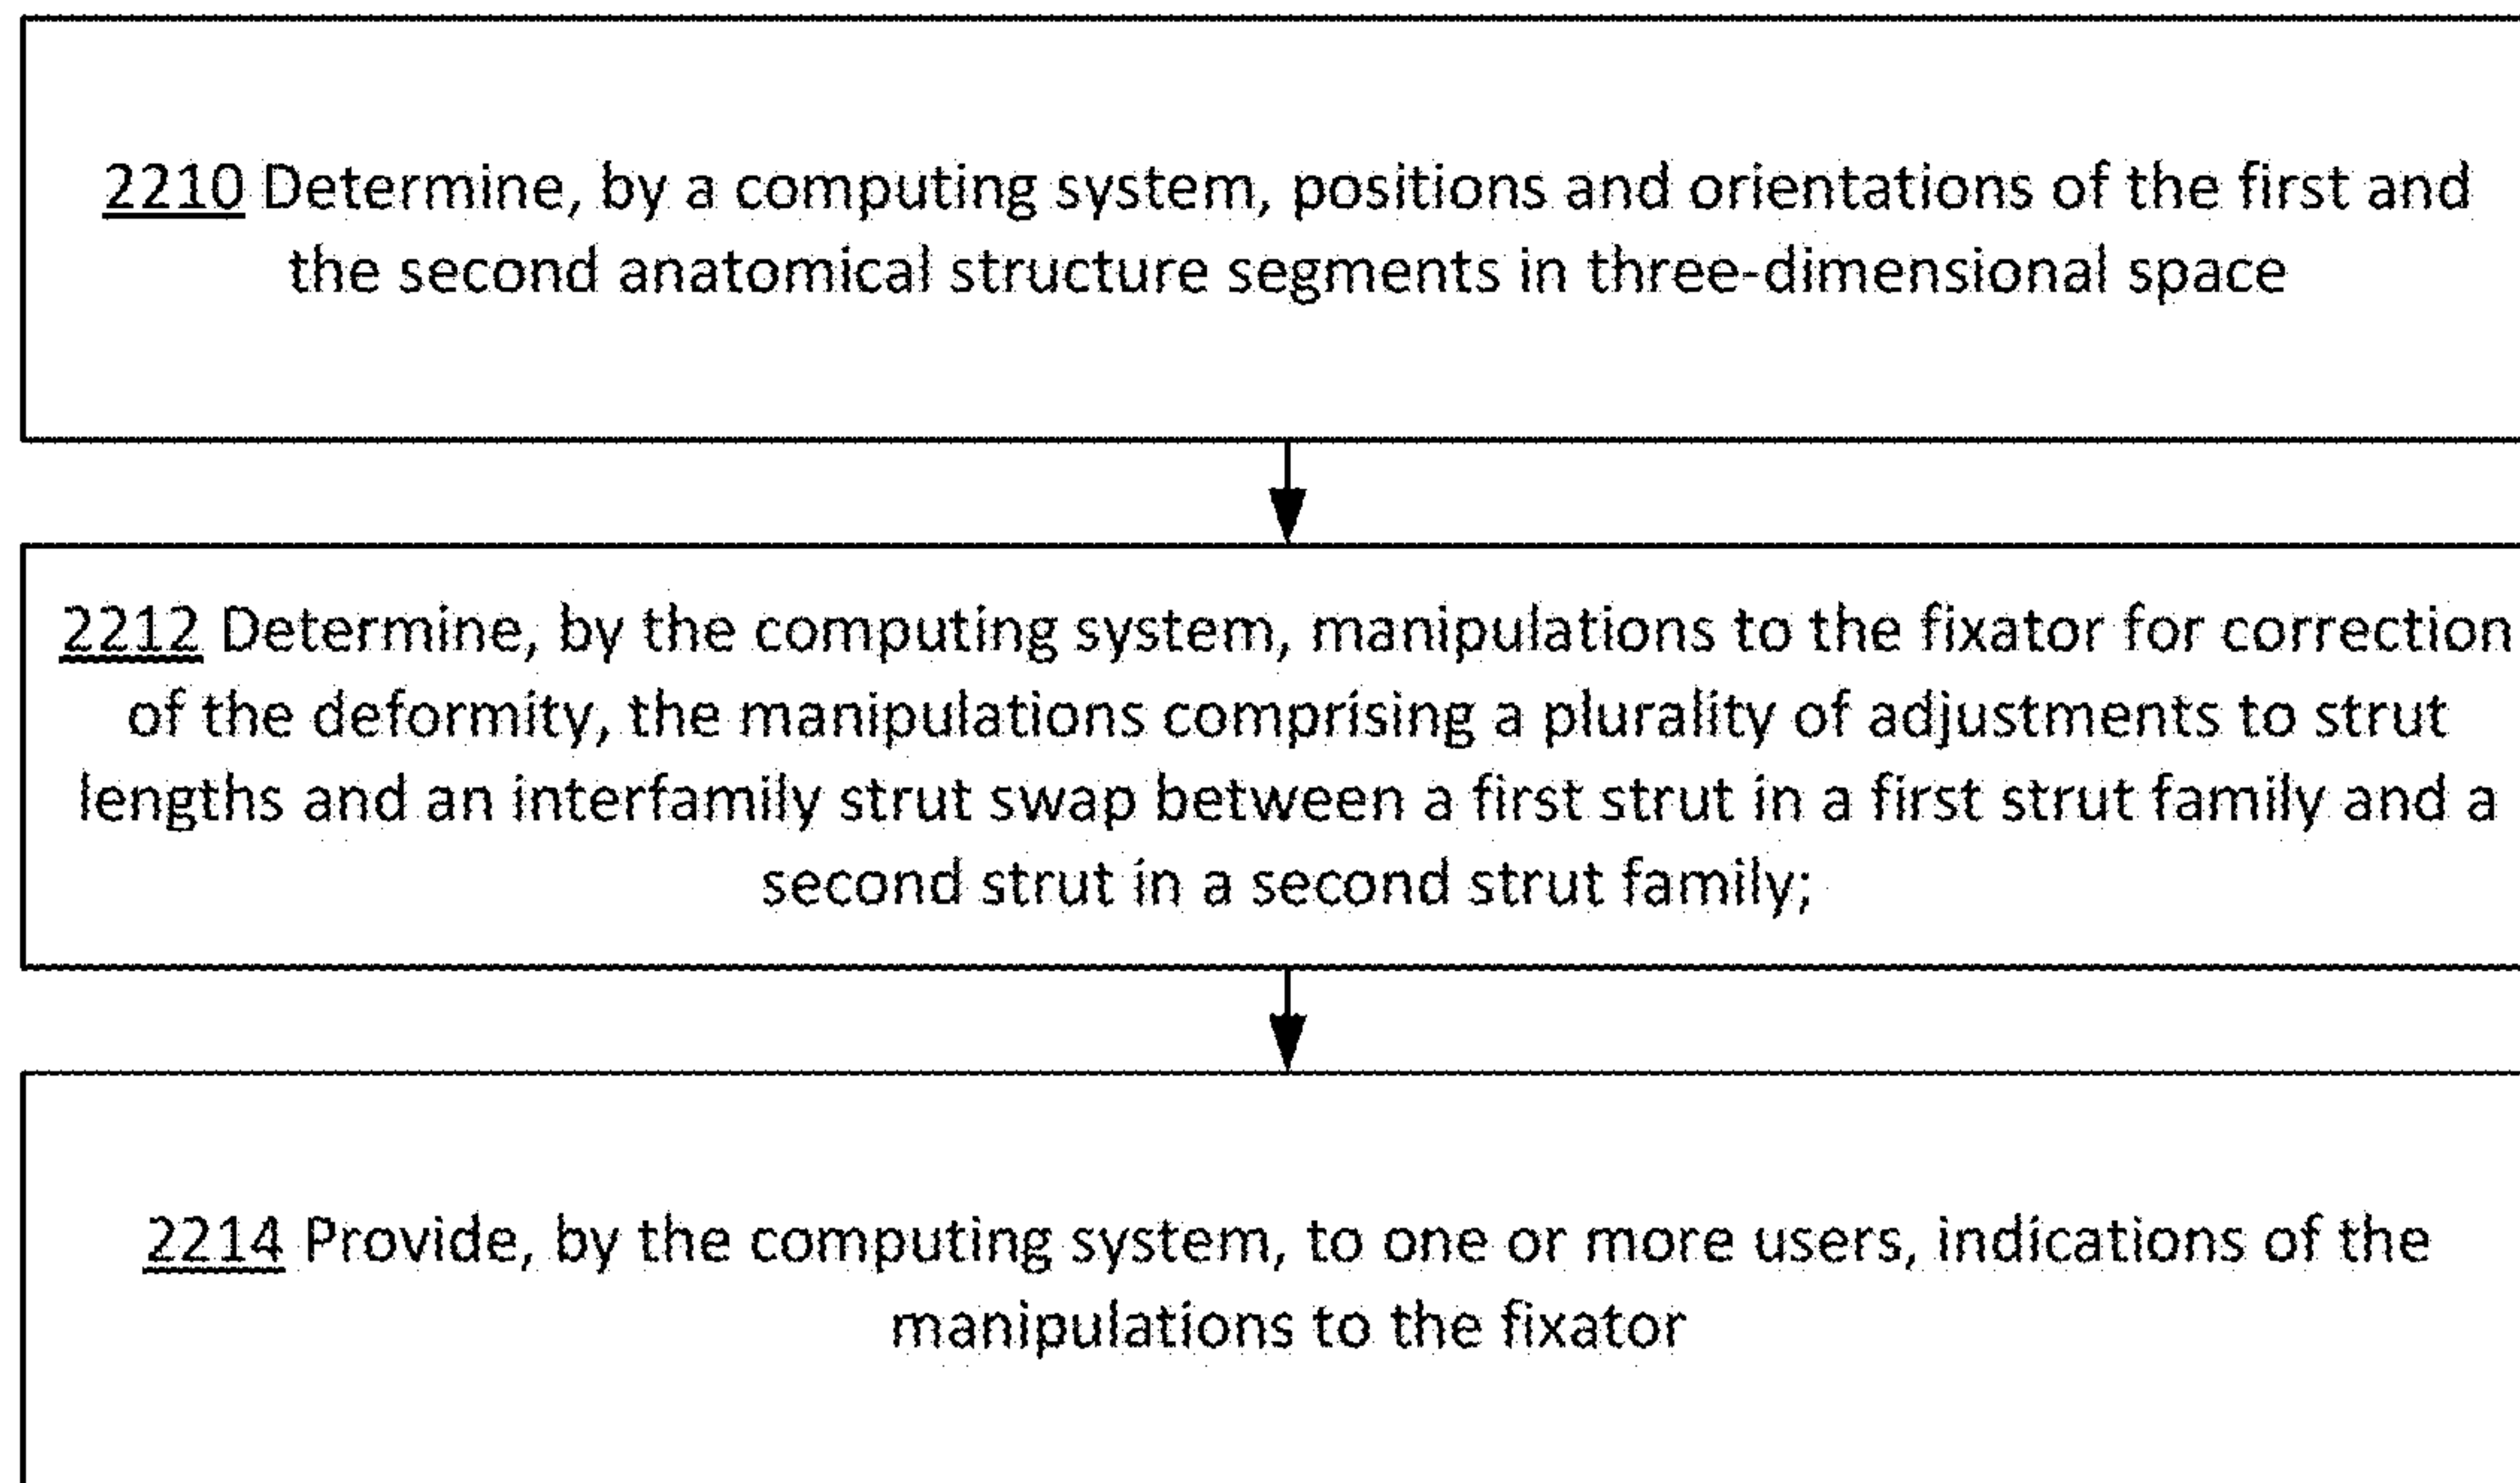 2210 Determine, by a computing system, positions and orientations of the first and
the second anatomical structure segments in three-dimensional space
2212 Determine, by the computing system, manipulations to the fixator for correction
of the deformity, the manipulations comprising a plurality of adjustments to strut
lengths and an interfamily strut swap between a first strut in a first strut family and a
second strut in a second strut family;
2214 Provide, by the computing system, to one or more users, indications of the
manipulations to the fixator